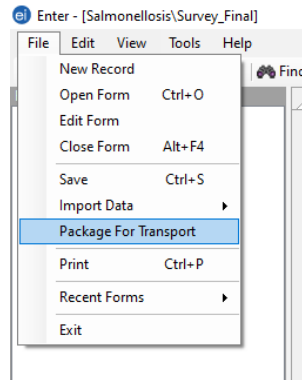 ei Enter - [Salmonellosis\Survey_Final]
File Edit View Tools Help
New Record
Find
Open Form Ctrl+O
Edit Form
Close Form Alt+F4
Save Ctrl+S
Import Data
Package For Transport
Print Ctrl+P
Recent Forms
Exit